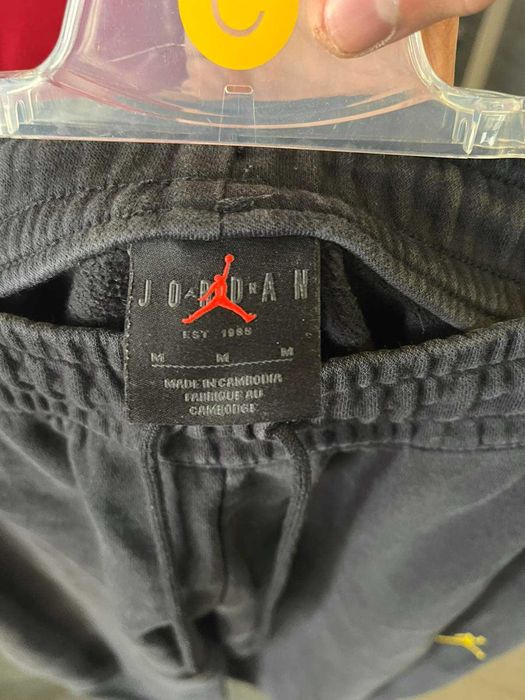 JORDAN
EST 1985
M M M
MADE IN CAMBODIA
FABRIQUE AU
CAMBODGE